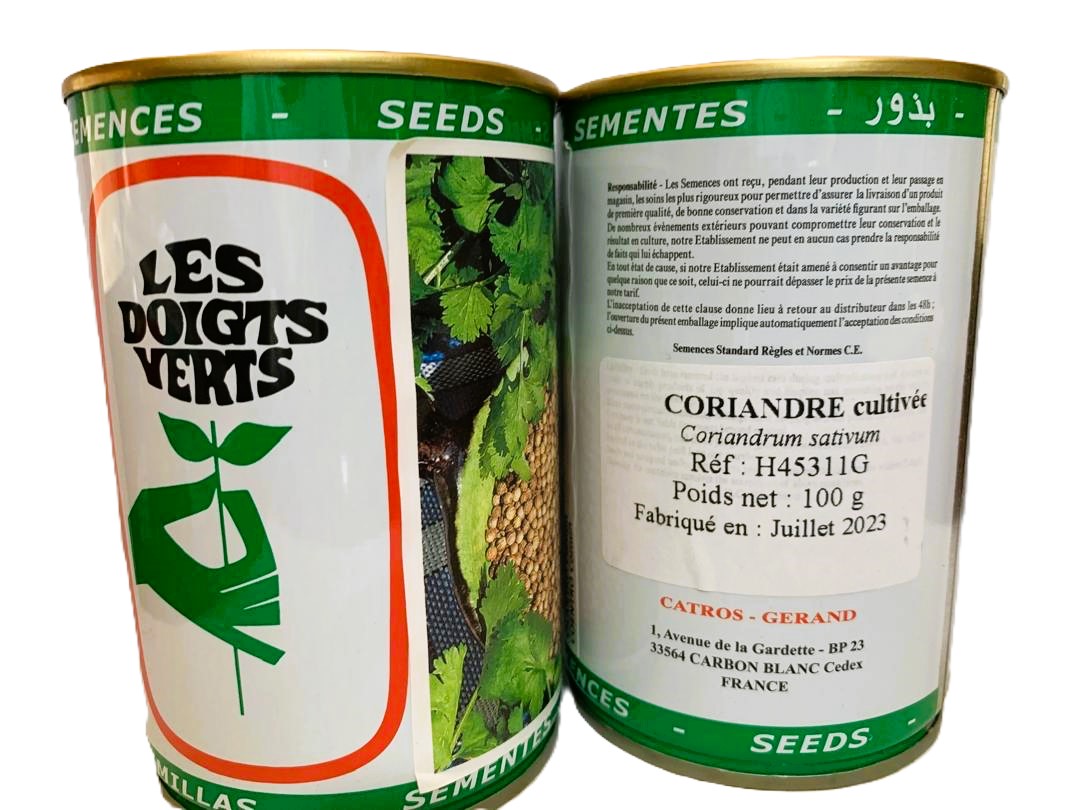 EMENCES - SEEDS -
LES
DOIGTS
VERTS
MILLAS
SEMENTES
SEMENTES - بذور -
Responsabilité - Les Semences ont reçu, pendant leur production et leur passage en
magasin, les soins les plus rigoureux pour permettre d'assurer la livraison d'un produit
de première qualité, de bonne conservation et dans la variété figurant sur l'emballage.
De nombreux évènements extérieurs pouvant compromettre leur conservation et le
résultat en culture, notre Etablissement ne peut en aucun cas prendre la responsabilité
de faits qui lui échappent.
En tout état de cause, si notre Etablissement était amené à consentir un avantage pour
quelque raison que ce soit, celui-ci ne pourrait dépasser le prix de la présente semence à
notre tarif.
L'inacceptation de cette clause donne lieu à retour au distributeur dans les 48h ;
l'ouverture du présent emballage implique automatiquement l'acceptation des conditions
ci-dessus.
Semences Standard Règles et Normes C.E.
CORIANDRE cultivée
Coriandrum sativum
Réf : H45311G
Poids net : 100 g
Fabriqué en : Juillet 2023
CATROS - GERAND
1, Avenue de la Gardette - BP 23
33564 CARBON BLANC Cedex
FRANCE
NCES - SEEDS -